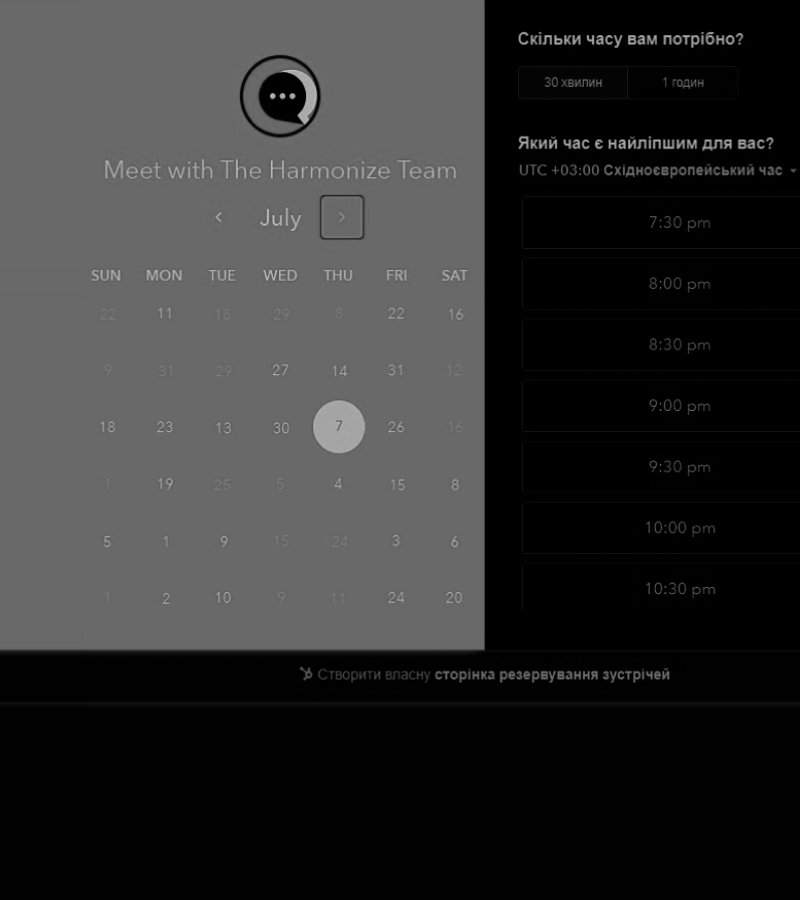 Meet with The Harmonize Team
July
SUN MON TUE WED THU FRI SAT
22 11 18 29 8 22 16
9 31 29 27 14 31 12
18 23 13 30 7 26 16
1 19 25 5 4 15 8
5 1 9 15 24 3 6
1 2 10 9 11 24 20
Скільки часу вам потрібно?
30 хвилин 1 годин
Який час є найліпшим для вас?
UTC +03:00 Східноєвропейський час
7:30 pm
8:00 pm
8:30 pm
9:00 pm
9:30 pm
10:00 pm
10:30 pm
Створити власну сторінка резервування зустрічей